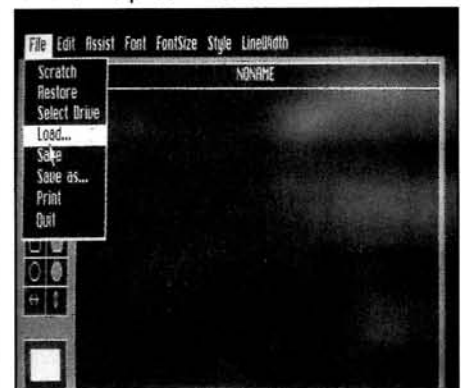 File Edit Assist Font FontSize Style LineWidth
NONAME
Scratch
Restore
Select Drive
Load...
Save
Save as...
Print
Quit